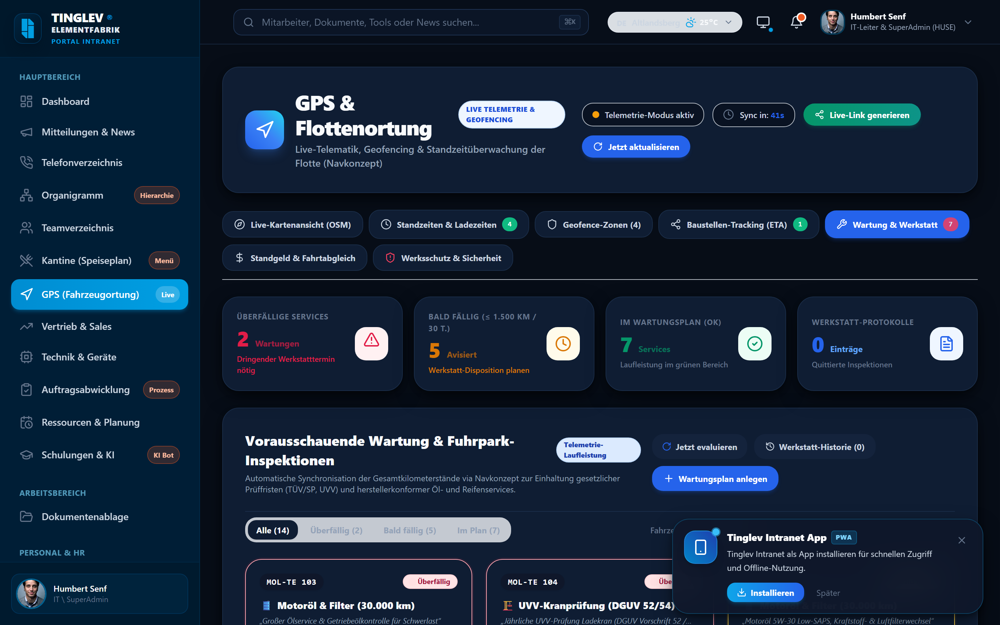 TINGLEV ®
ELEMENTFABRIK
PORTAL INTRANET
Mitarbeiter, Dokumente, Tools oder News suchen...
⌘K
DE Altlandsberg 25°C
Humbert Senf
IT-Leiter & SuperAdmin (HUSE)
HAUPTBEREICH
Dashboard
Mitteilungen & News
Telefonverzeichnis
Organigramm
Hierarchie
Teamverzeichnis
Kantine (Speiseplan)
Menü
GPS (Fahrzeugortung)
Live
Vertrieb & Sales
Technik & Geräte
Auftragsabwicklung
Prozess
Ressourcen & Planung
Schulungen & KI
KI Bot
ARBEITSBEREICH
Dokumentenablage
PERSONAL & HR
Humbert Senf
IT \ SuperAdmin
GPS &
Flottenortung
LIVE TELEMETRIE &
GEOFENCING
Live-Telematik, Geofencing & Standzeitüberwachung der
Flotte (Navkonzept)
Telemetrie-Modus aktiv
Sync in: 41s
Live-Link generieren
Jetzt aktualisieren
Live-Kartenansicht (OSM)
Standzeiten & Ladezeiten 4
Geofence-Zonen (4)
Baustellen-Tracking (ETA) 1
Wartung & Werkstatt 7
Standgeld & Fahrtabgleich
Werksschutz & Sicherheit
ÜBERFÄLLIGE SERVICES
2 Wartungen
Dringender Werkstatttermin
nötig
BALD FÄLLIG (≤ 1.500 KM /
30 T.)
5 Avisiert
Werkstatt-Disposition planen
IM WARTUNGSPLAN (OK)
7 Services
Laufleistung im grünen Bereich
WERKSTATT-PROTOKOLLE
0 Einträge
Quittierte Inspektionen
Vorausschauende Wartung & Fuhrpark-
Inspektionen
Telemetrie-
Laufleistung
Automatische Synchronisation der Gesamtkilometerstände via Navkonzept zur Einhaltung gesetzlicher
Prüffristen (TÜV/SP, UVV) und herstellerkonformer Öl- und Reifenservices.
Jetzt evaluieren
Werkstatt-Historie (0)
Wartungsplan anlegen
Alle (14)
Überfällig (2)
Bald fällig (5)
Im Plan (7)
MOL-TE 103
Überfällig
Motoröl & Filter (30.000 km)
„Großer Ölservice & Getriebeölkontrolle für Schwerlast“
MOL-TE 104
UVV-Kranprüfung (DGUV 52/54)
„Jährliche UVV-Prüfung Ladekran (DGUV Vorschrift 52 /...
Motoröl & Filter (30.000 km)
„Motoröl 5W-30 Low-SAPS, Kraftstoff- & Luftfilterwechsel“
Tinglev Intranet App PWA
Tinglev Intranet als App installieren für schnellen Zugriff
und Offline-Nutzung.
Installieren
Später